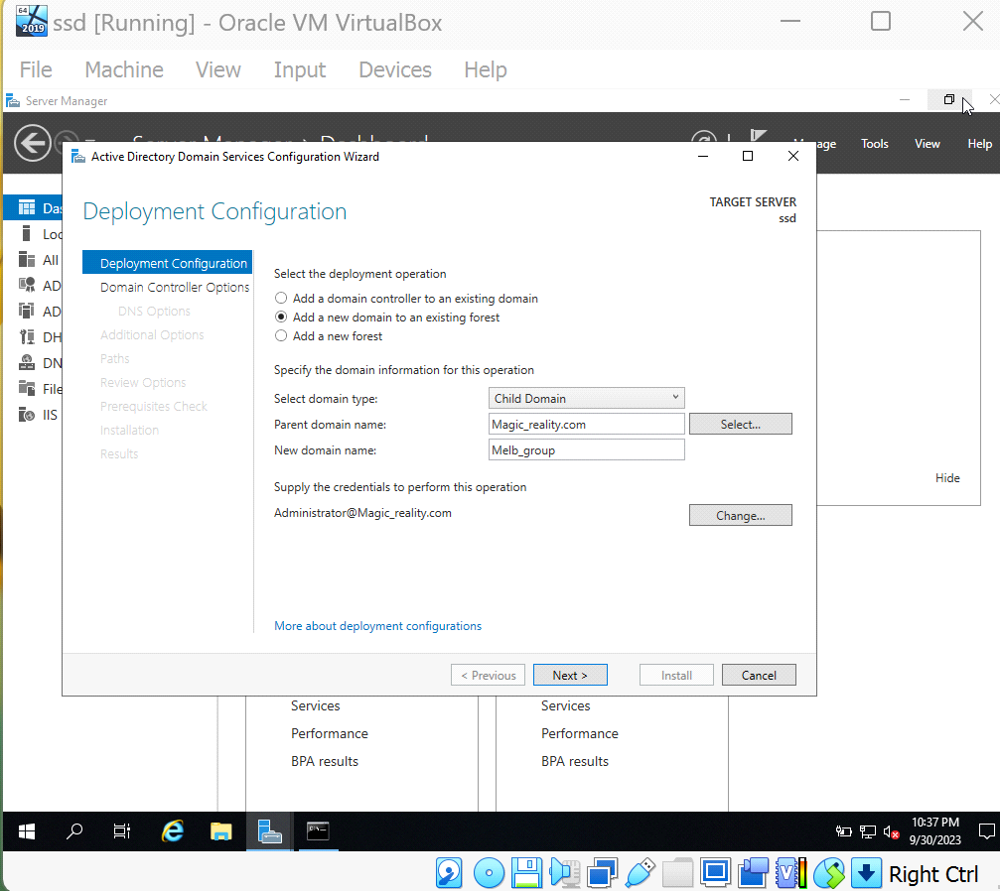 64
2019
ssd [Running] - Oracle VM VirtualBox
File Machine View Input Devices Help
Server Manager
Server Manager Dashboard
Tools View Help
Active Directory Domain Services Configuration Wizard
Deployment Configuration
TARGET SERVER
ssd
Deployment Configuration
Domain Controller Options
DNS Options
Additional Options
Paths
Review Options
Prerequisites Check
Installation
Results
Select the deployment operation
Add a domain controller to an existing domain
Add a new domain to an existing forest
Add a new forest
Specify the domain information for this operation
Select domain type: Child Domain
Parent domain name: Magic_reality.com Select...
New domain name: Melb_group
Supply the credentials to perform this operation
Administrator@Magic_reality.com Change...
More about deployment configurations
< Previous Next > Install Cancel
Das
Loc
All
AD
AD
DH
DN
File
IIS
Hide
Services
Performance
BPA results
Services
Performance
BPA results
10:37 PM
9/30/2023
Right Ctrl